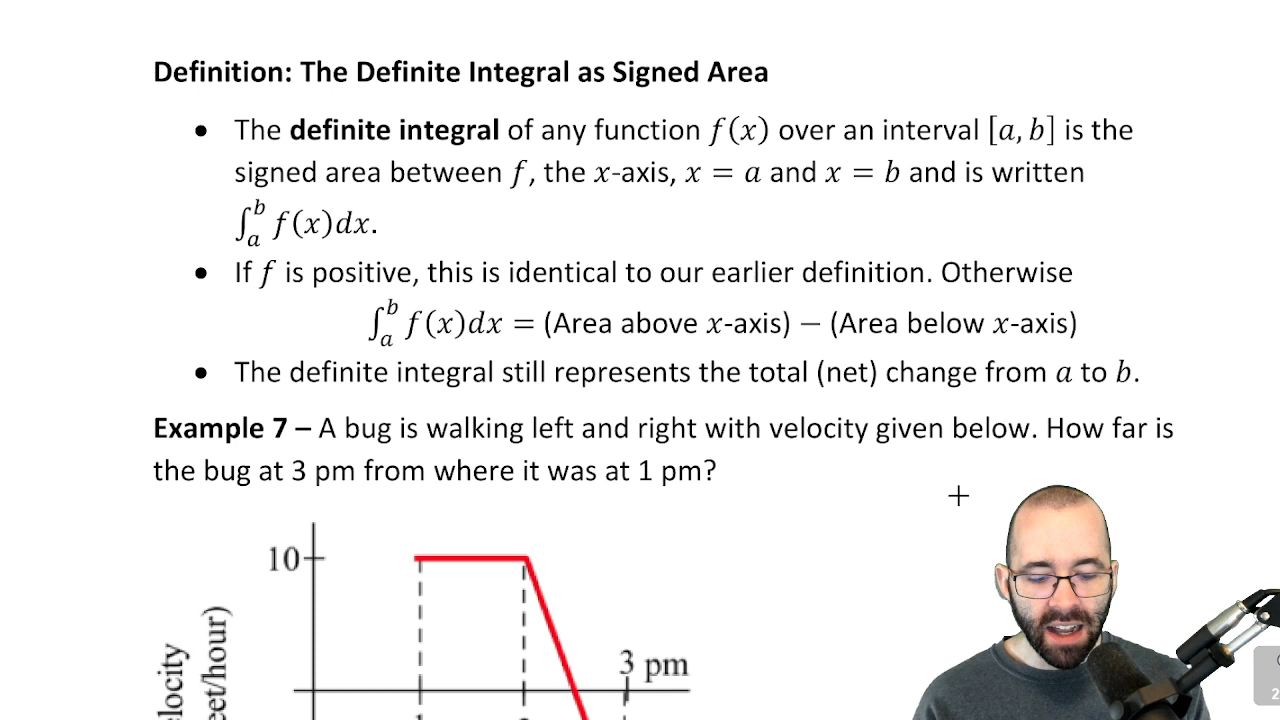 Definition: The Definite Integral as Signed Area
• The definite integral of any function f(x) over an interval [a, b] is the
signed area between f, the x-axis, x = a and x = b and is written
∫_a^b f(x)dx.
• If f is positive, this is identical to our earlier definition. Otherwise
∫_a^b f(x)dx = (Area above x-axis) − (Area below x-axis)
• The definite integral still represents the total (net) change from a to b.
Example 7 – A bug is walking left and right with velocity given below. How far is
the bug at 3 pm from where it was at 1 pm?
10
3 pm